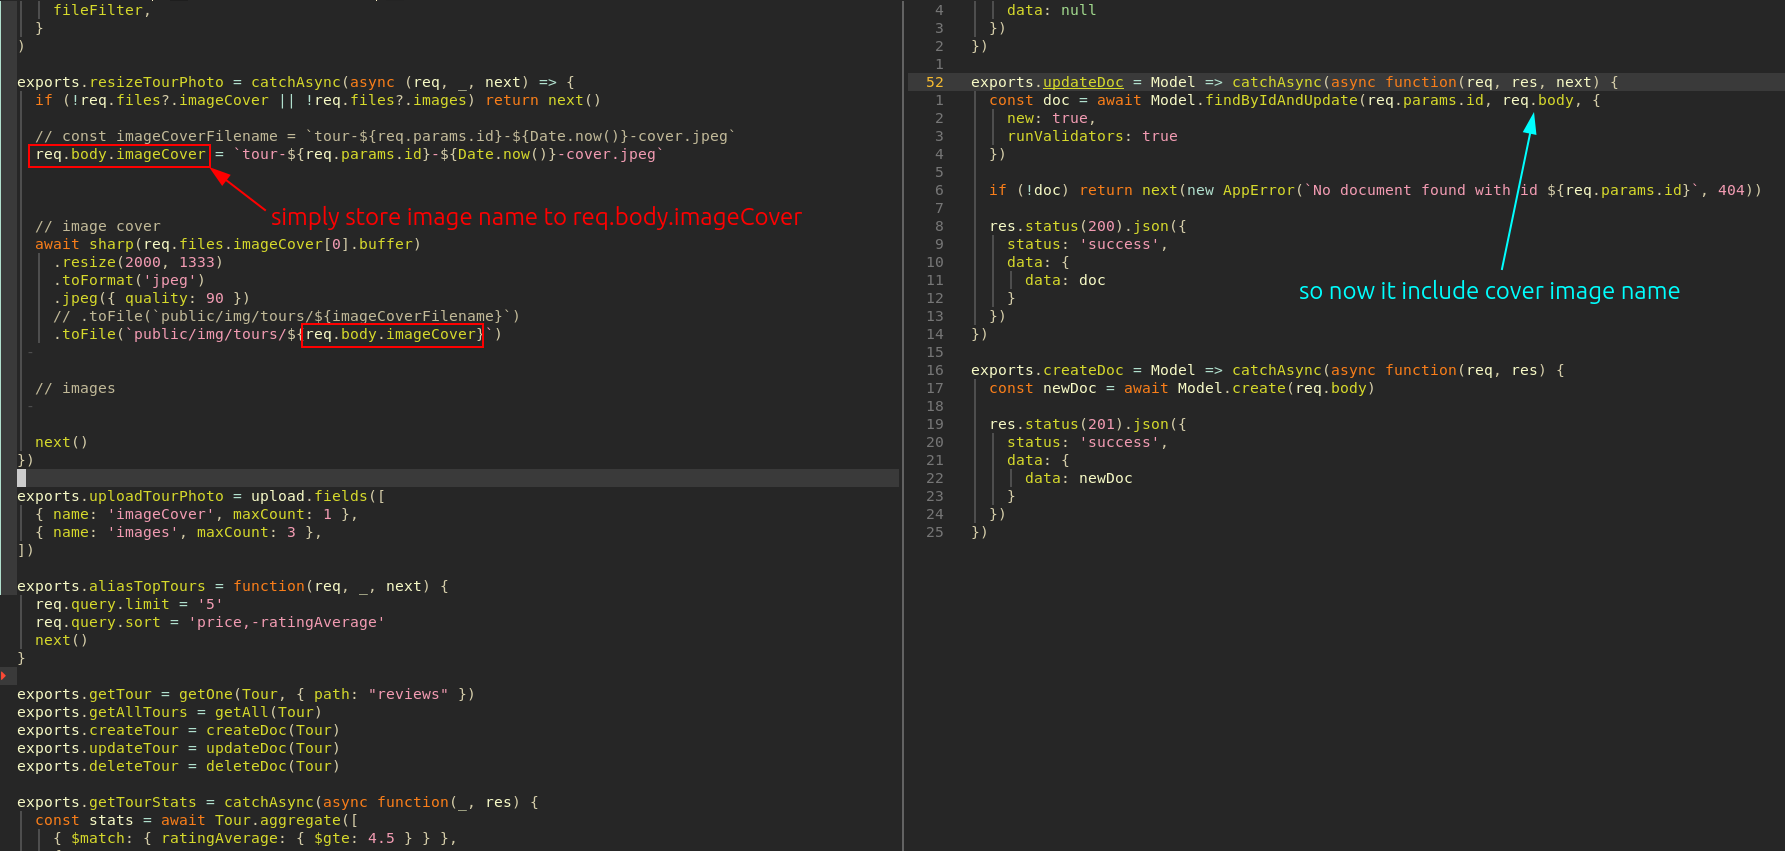 fileFilter,
}
)
exports.resizeTourPhoto = catchAsync(async (req, _, next) => {
if (!req.files?.imageCover || !req.files?.images) return next()
// const imageCoverFilename = `tour-${req.params.id}-${Date.now()}-cover.jpeg`
req.body.imageCover = `tour-${req.params.id}-${Date.now()}-cover.jpeg`
simply store image name to req.body.imageCover
// image cover
await sharp(req.files.imageCover[0].buffer)
.resize(2000, 1333)
.toFormat('jpeg')
.jpeg({ quality: 90 })
// .toFile(`public/img/tours/${imageCoverFilename}`)
.toFile(`public/img/tours/${req.body.imageCover}`)
-
// images
-
next()
})
exports.uploadTourPhoto = upload.fields([
{ name: 'imageCover', maxCount: 1 },
{ name: 'images', maxCount: 3 },
])
exports.aliasTopTours = function(req, _, next) {
req.query.limit = '5'
req.query.sort = 'price,-ratingAverage'
next()
}
exports.getTour = getOne(Tour, { path: "reviews" })
exports.getAllTours = getAll(Tour)
exports.createTour = createDoc(Tour)
exports.updateTour = updateDoc(Tour)
exports.deleteTour = deleteDoc(Tour)
exports.getTourStats = catchAsync(async function(_, res) {
const stats = await Tour.aggregate([
{ $match: { ratingAverage: { $gte: 4.5 } } },
4 data: null
3 })
2 })
1
52 exports.updateDoc = Model => catchAsync(async function(req, res, next) {
1 const doc = await Model.findByIdAndUpdate(req.params.id, req.body, {
2 new: true,
3 runValidators: true
4 })
5
6 if (!doc) return next(new AppError(`No document found with id ${req.params.id}`, 404))
7
8 res.status(200).json({
9 status: 'success',
10 data: {
11 data: doc
so now it include cover image name
12 }
13 })
14 })
15
16 exports.createDoc = Model => catchAsync(async function(req, res) {
17 const newDoc = await Model.create(req.body)
18
19 res.status(201).json({
20 status: 'success',
21 data: {
22 data: newDoc
23 }
24 })
25 })